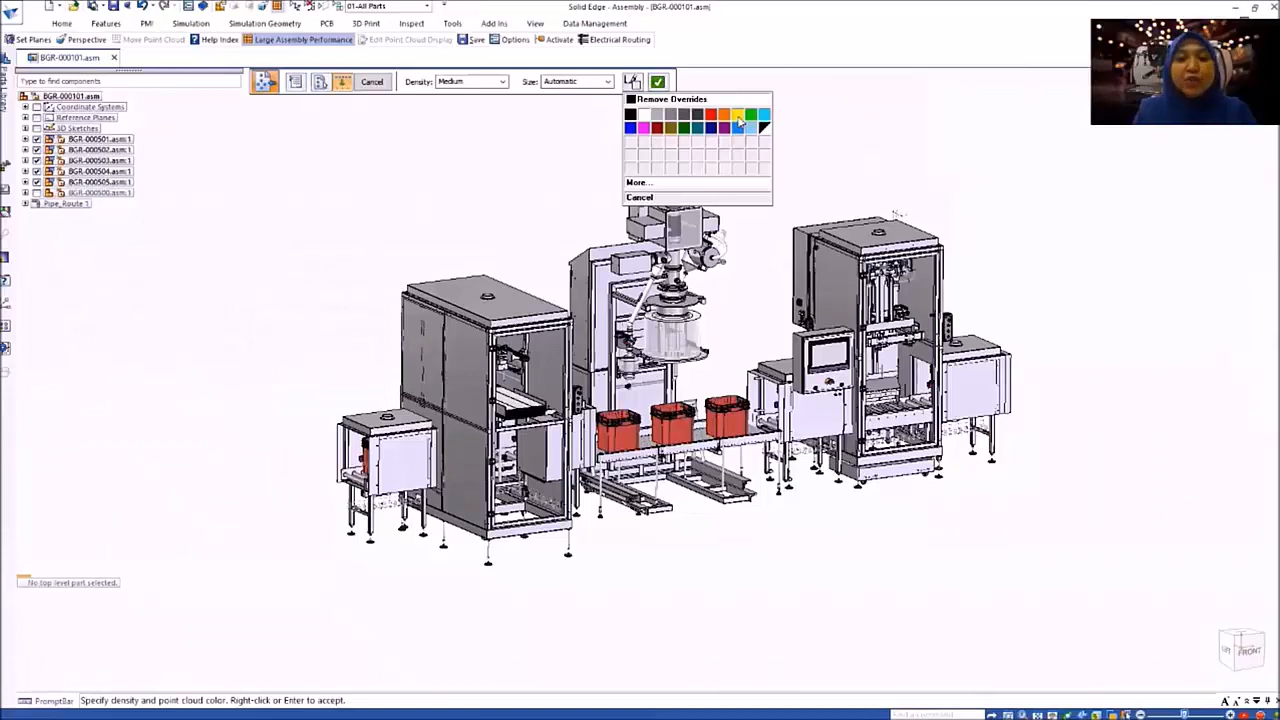 01-All Parts
Solid Edge - Assembly - [BGR-000101.asm]
Home Features PMI Simulation Simulation Geometry PCB 3D Print Inspect Tools Add Ins View Data Management
Set Planes Perspective Move Point Cloud Help Index Large Assembly Performance Edit Point Cloud Display Save Options Activate Electrical Routing
BGR-000101.asm
Type to find components
Cancel Density: Medium Size: Automatic
BGR-000101.asm
Coordinate Systems
Reference Planes
3D Sketches
BGR-000501.asm:1
BGR-000502.asm:1
BGR-000503.asm:1
BGR-000504.asm:1
BGR-000505.asm:1
BGR-000500.asm:1
Pipe_Route 1
Remove Overrides
More...
Cancel
No top level part selected.
FRONT
PromptBar Specify density and point cloud color. Right-click or Enter to accept.